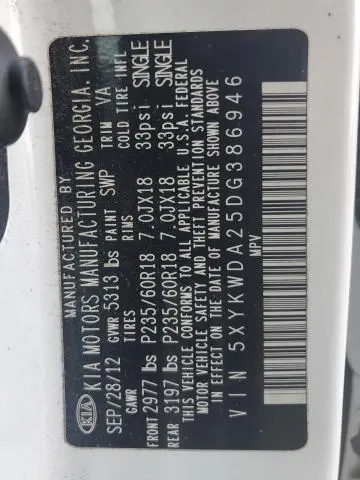 MANUFACTURED BY
KIA KIA MOTORS MANUFACTURING GEORGIA, INC.
SEP/28/12 GVWR 5313 lbs PAINT SWP TRIM VA
GAWR TIRES RIMS COLD TIRE INFL
FRONT 2977 lbs P235/60R18 7.0JX18 33psi SINGLE
REAR 3197 lbs P235/60R18 7.0JX18 33psi SINGLE
THIS VEHICLE CONFORMS TO ALL APPLICABLE U.S.A. FEDERAL
MOTOR VEHICLE SAFETY AND THEFT PREVENTION STANDARDS
IN EFFECT ON THE DATE OF MANUFACTURE SHOWN ABOVE
VIN 5XYKWDA25DG386946
MPV